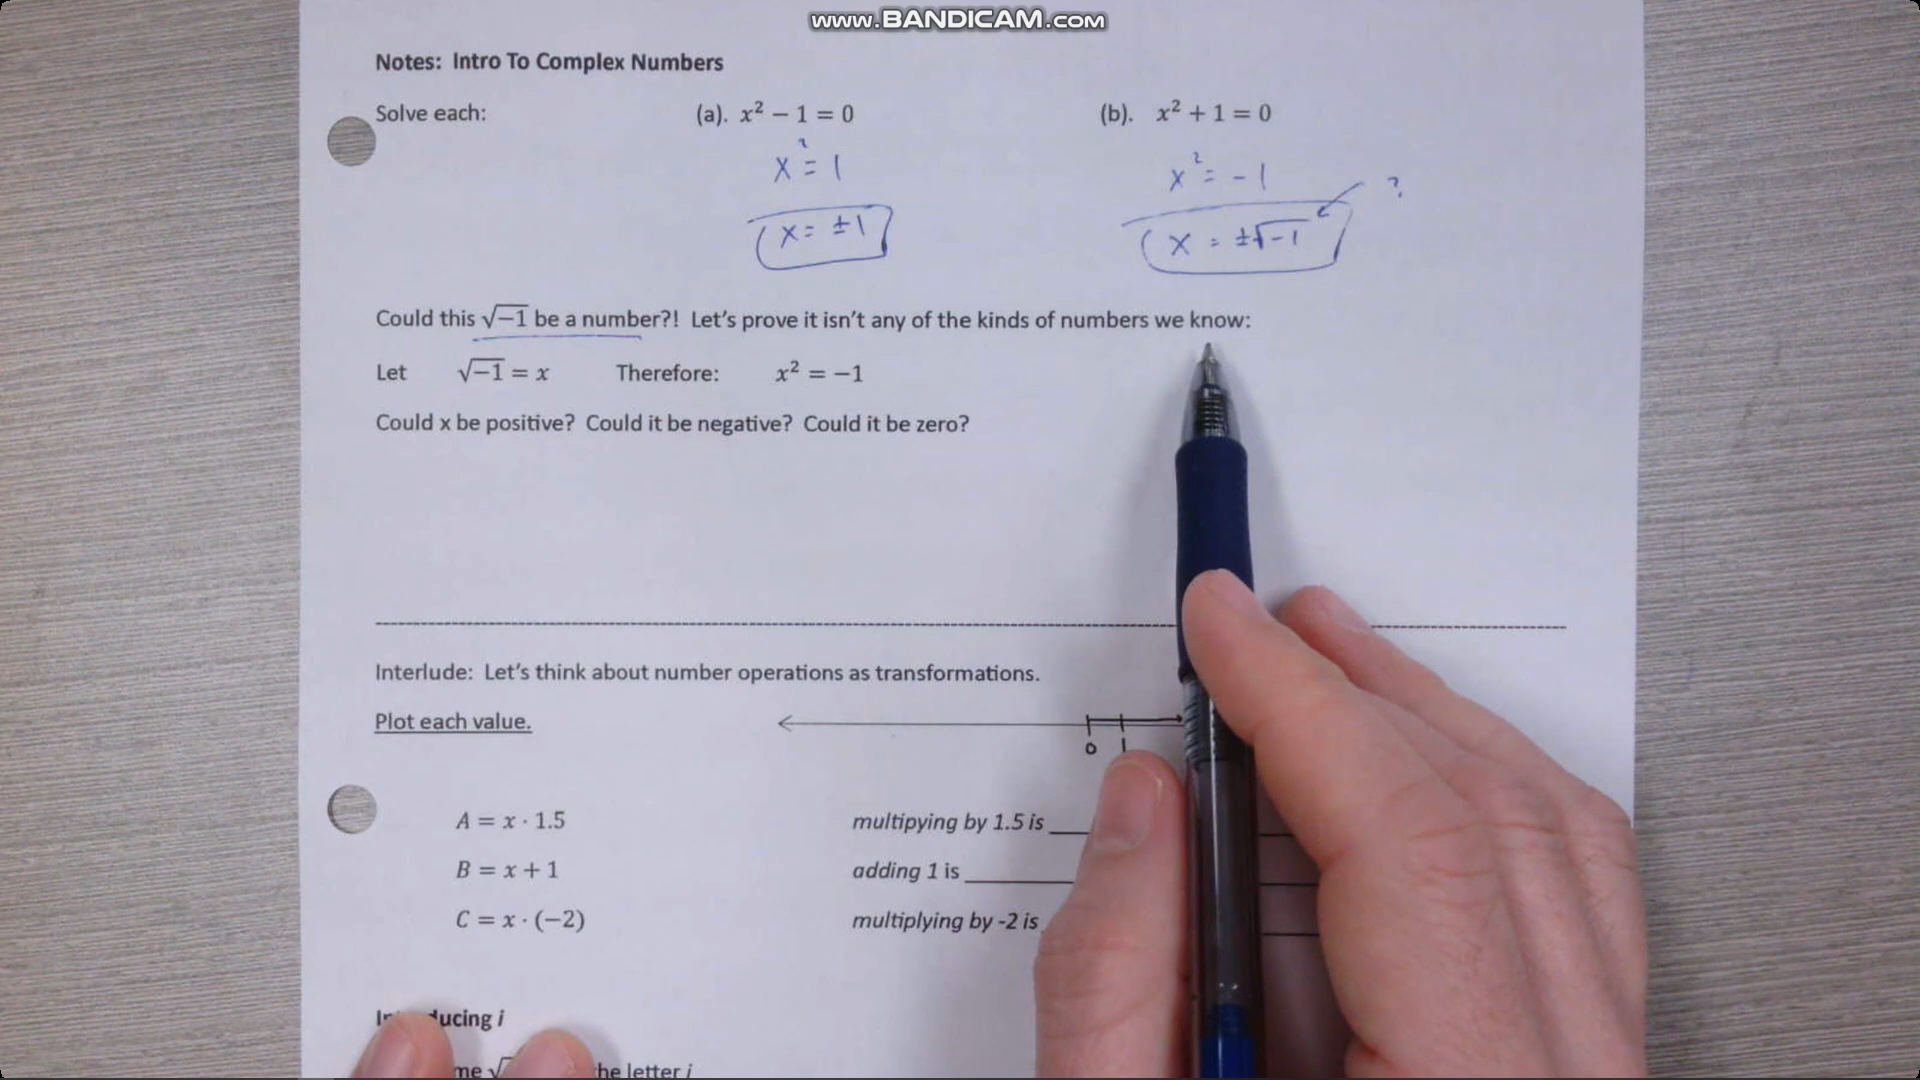 www.BANDICAM.com
Notes: Intro To Complex Numbers
Solve each: (a). x² − 1 = 0 (b). x² + 1 = 0
x² = 1 x² = -1 ?
x = ±1 x = ±√-1
Could this √−1 be a number?! Let's prove it isn't any of the kinds of numbers we know:
Let √−1 = x Therefore: x² = −1
Could x be positive? Could it be negative? Could it be zero?
Interlude: Let's think about number operations as transformations.
Plot each value.
0 1
A = x · 1.5 multipying by 1.5 is
B = x + 1 adding 1 is
C = x · (−2) multiplying by -2 is
i
the letter i